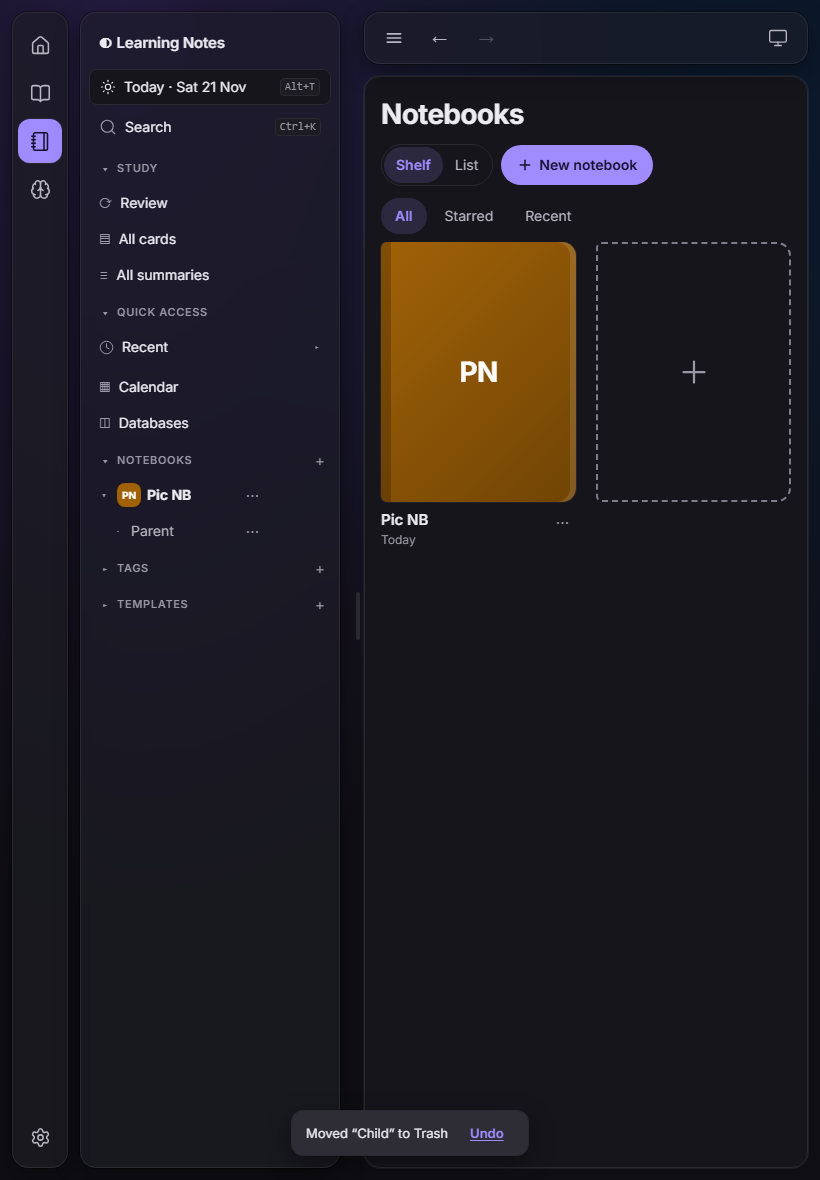 Learning Notes
Today · Sat 21 Nov Alt+T
Search Ctrl+K
STUDY
Review
All cards
All summaries
QUICK ACCESS
Recent
Calendar
Databases
NOTEBOOKS +
PN Pic NB ...
Parent ...
TAGS +
TEMPLATES +
Notebooks
Shelf List + New notebook
All Starred Recent
PN
Pic NB ...
Today
Moved “Child” to Trash Undo